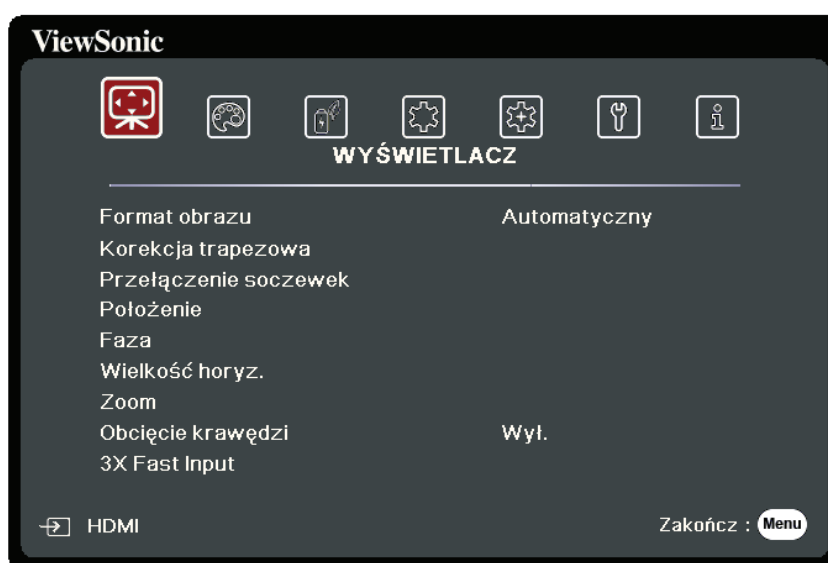 ViewSonic
WYŚWIETLACZ
Format obrazu Automatyczny
Korekcja trapezowa
Przełączenie soczewek
Położenie
Faza
Wielkość horyz.
Zoom
Obcięcie krawędzi Wył.
3X Fast Input
HDMI Zakończ : Menu